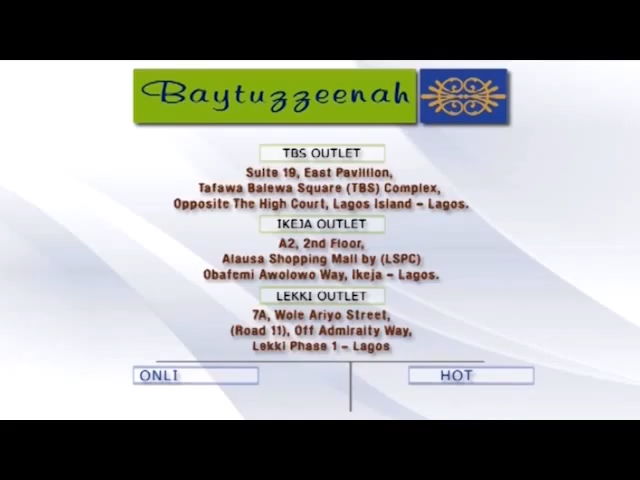 Baytuzzeenah
TBS OUTLET
Suite 19, East Pavillion,
Tafawa Balewa Square (TBS) Complex,
Opposite The High Court, Lagos Island – Lagos.
IKEJA OUTLET
A2, 2nd Floor,
Alausa Shopping Mall by (LSPC)
Obafemi Awolowo Way, Ikeja – Lagos.
LEKKI OUTLET
7A, Wole Ariyo Street,
(Road 11), Off Admiralty Way,
Lekki Phase 1 – Lagos
ONLI
HOT